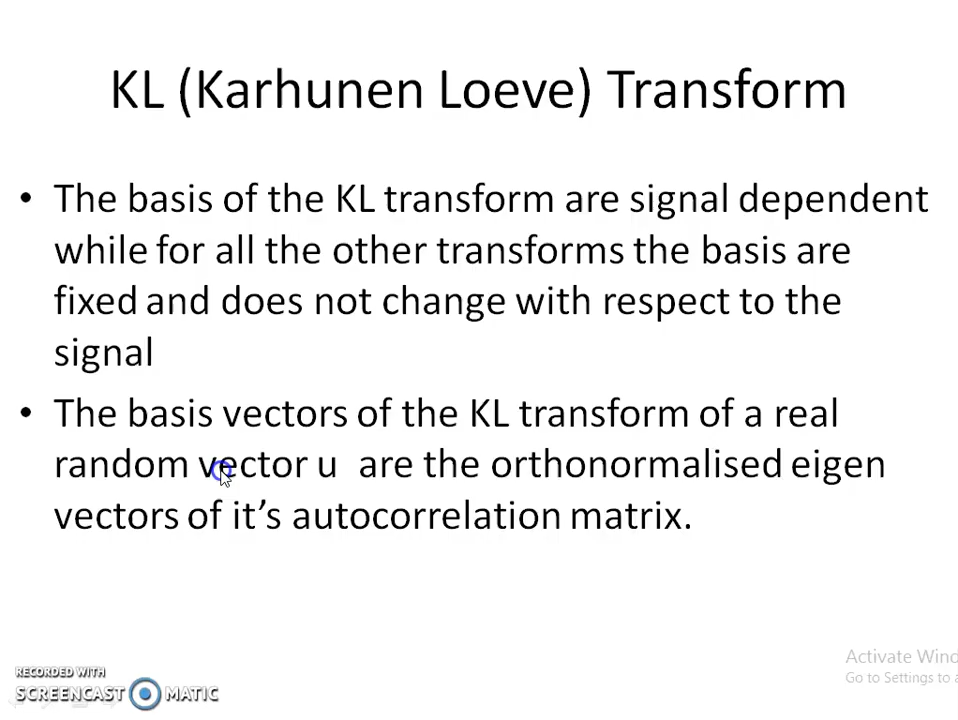 KL (Karhunen Loeve) Transform
• The basis of the KL transform are signal dependent
while for all the other transforms the basis are
fixed and does not change with respect to the
signal
• The basis vectors of the KL transform of a real
random vector u are the orthonormalised eigen
vectors of it's autocorrelation matrix.
Activate Wind
Go to Settings to a
RECORDED WITH
SCREENCAST MATIC